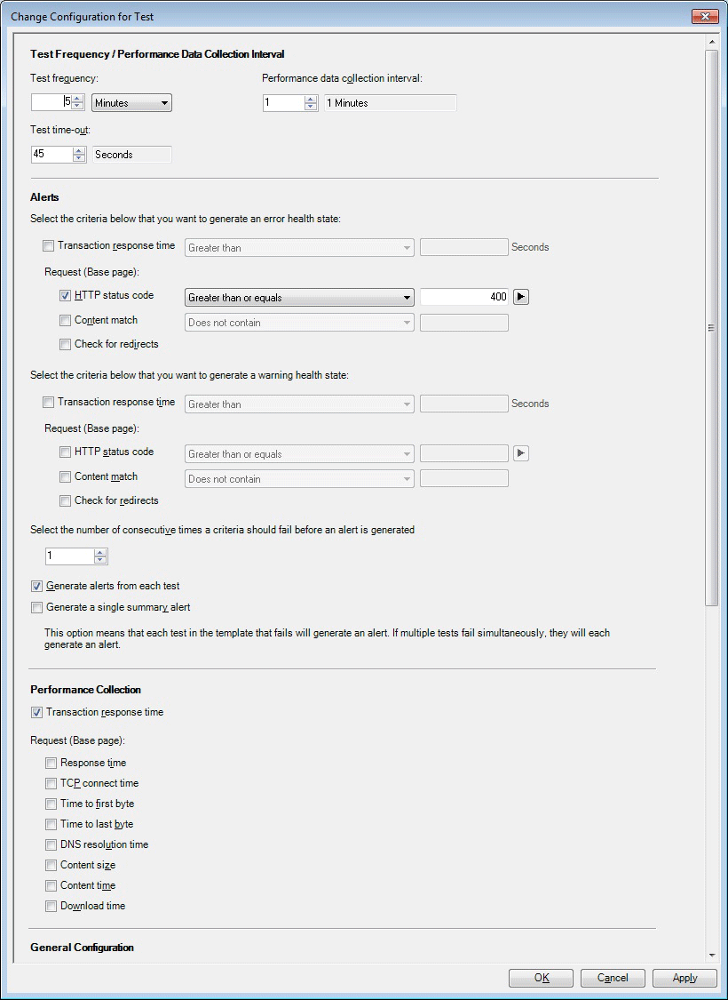 Change Configuration for Test
Test Frequency / Performance Data Collection Interval
Test frequency: Performance data collection interval:
5 Minutes 1 1 Minutes
Test time-out:
45 Seconds
Alerts
Select the criteria below that you want to generate an error health state:
Transaction response time Greater than Seconds
Request (Base page):
HTTP status code Greater than or equals 400
Content match Does not contain
Check for redirects
Select the criteria below that you want to generate a warning health state:
Transaction response time Greater than Seconds
Request (Base page):
HTTP status code Greater than or equals
Content match Does not contain
Check for redirects
Select the number of consecutive times a criteria should fail before an alert is generated
1
Generate alerts from each test
Generate a single summary alert
This option means that each test in the template that fails will generate an alert. If multiple tests fail simultaneously, they will each
generate an alert.
Performance Collection
Transaction response time
Request (Base page):
Response time
TCP connect time
Time to first byte
Time to last byte
DNS resolution time
Content size
Content time
Download time
General Configuration
OK Cancel Apply